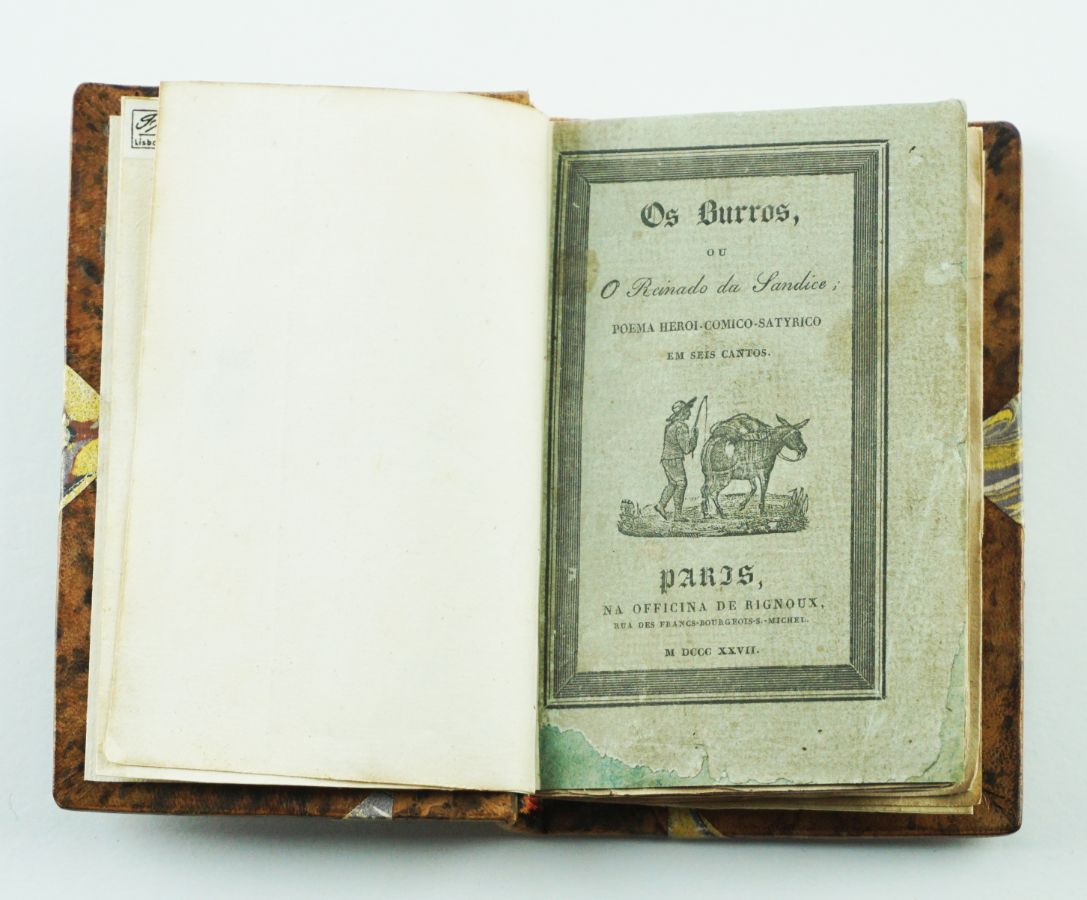 Lisbo
Os Burros,
OU
O Reinado da Sandice;
POEMA HEROI-COMICO-SATYRICO
EM SEIS CANTOS.
PARIS,
NA OFFICINA DE RIGNOUX,
RUA DES FRANCS-BOURGEOIS-S.-MICHEL.
M DCCC XXVII.